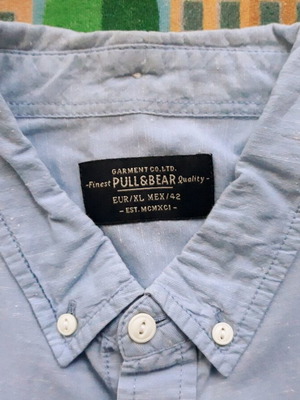 GARMENT CO.LTD.
-Finest PULL&BEAR Quality-
EUR/XL MEX/42
- EST. MCMXCI -